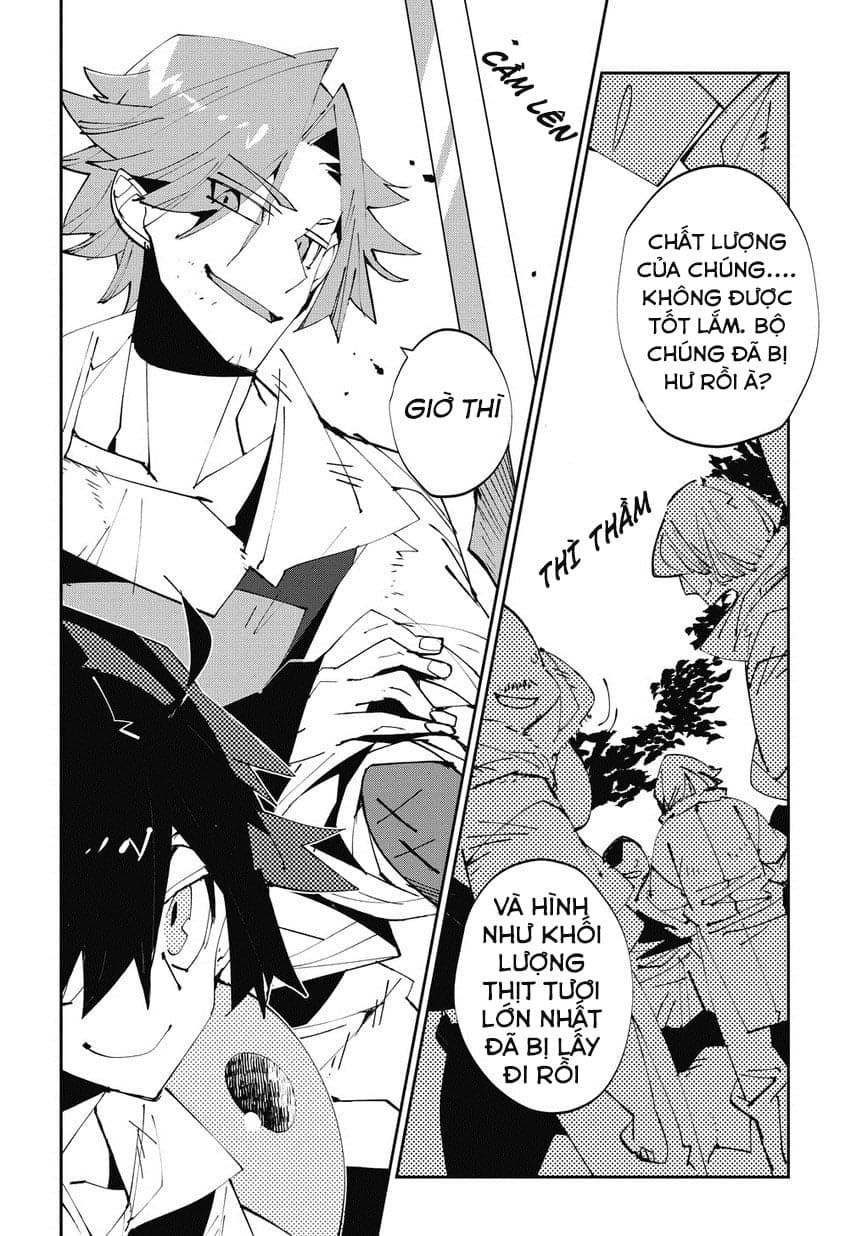 CHẤT LƯỢNG
CỦA CHÚNG....
KHÔNG ĐƯỢC
TỐT LẮM. BỘ
CHÚNG ĐÃ BỊ
HƯ RỒI À?
THÌ THẦM
VÀ HÌNH
NHƯ KHỐI
LƯỢNG
THỊT TƯƠI
LỚN NHẤT
ĐÃ BỊ LẤY
ĐI RỒI
CẦM LÊN
GIỜ THÌ